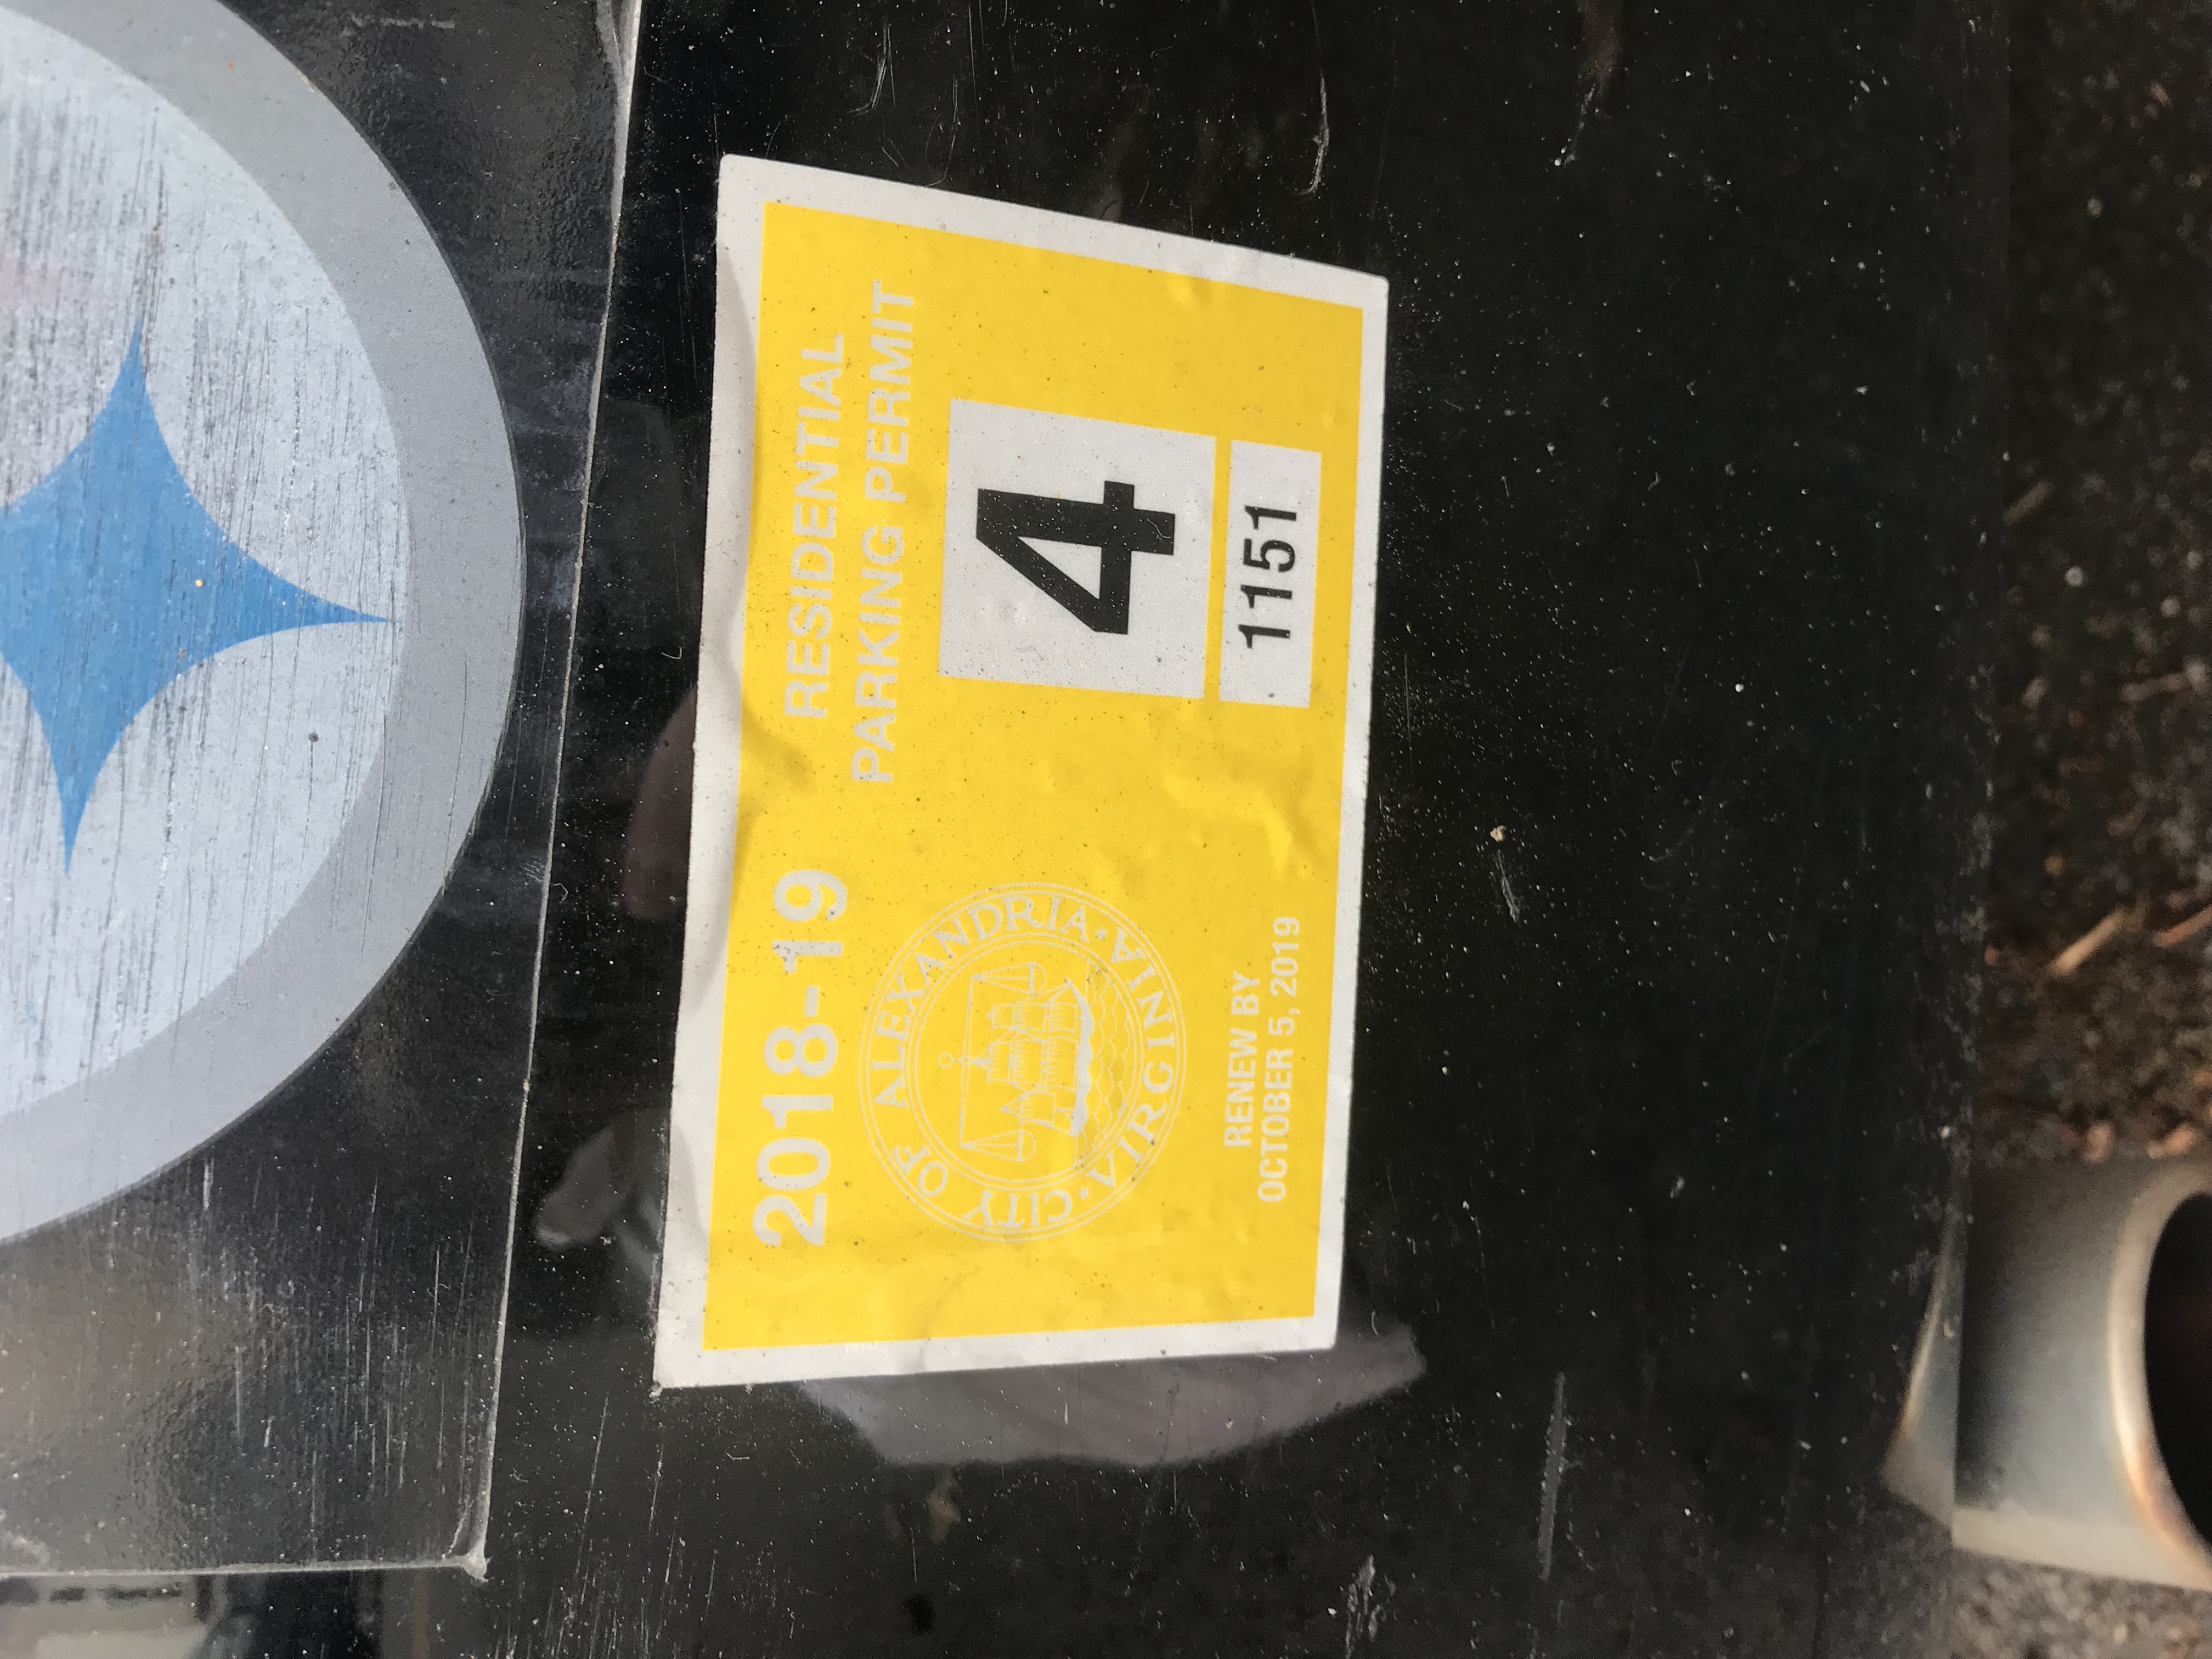 2018-19
RESIDENTIAL
PARKING PERMIT
CITY OF ALEXANDRIA • VIRGINIA •
4
1151
RENEW BY
OCTOBER 5, 2019